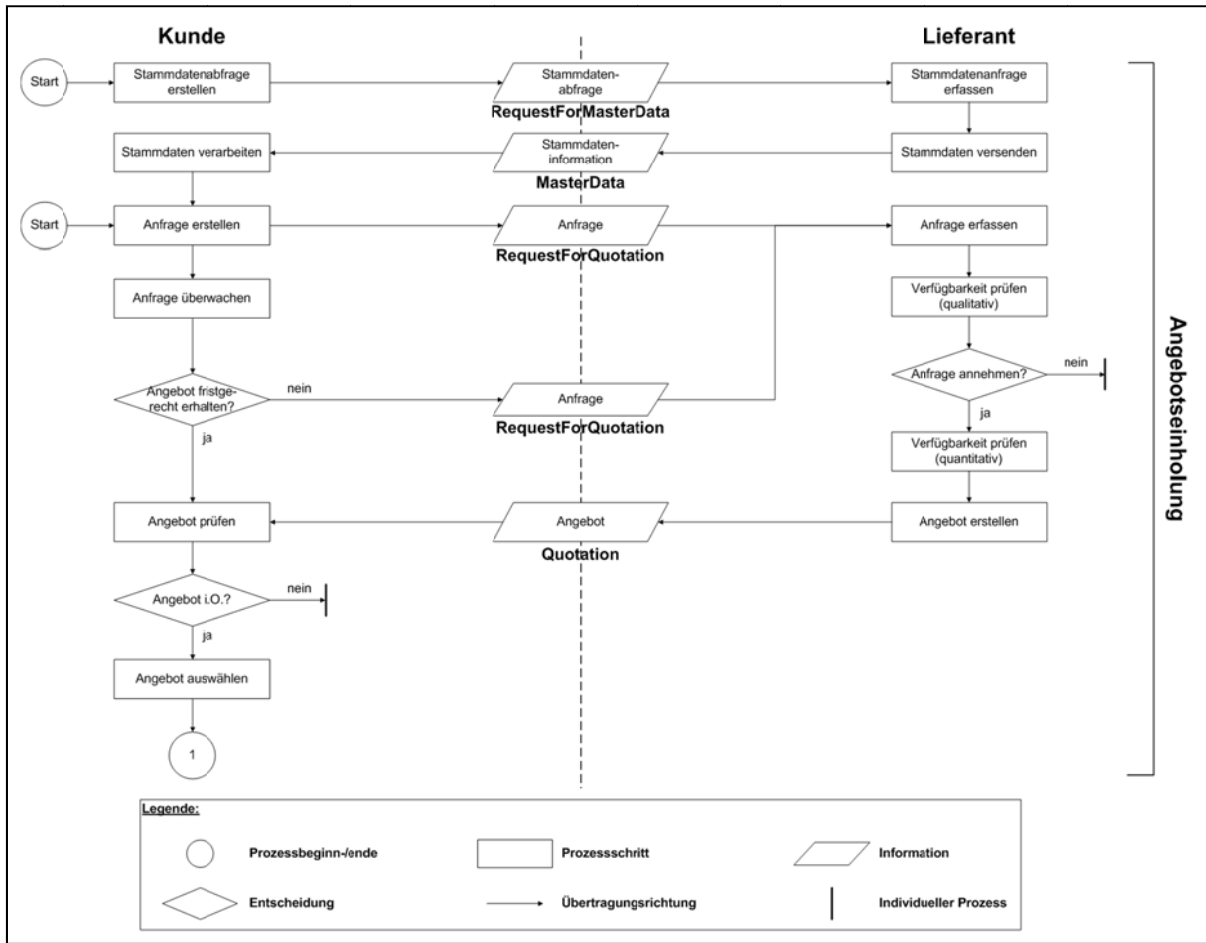 Kunde
Lieferant
Start
Stammdatenabfrage
erstellen
Stammdaten-
abfrage
RequestForMasterData
Stammdatenanfrage
erfassen
Stammdaten verarbeiten
Stammdaten-
information
MasterData
Stammdaten versenden
Start
Anfrage erstellen
Anfrage
RequestForQuotation
Anfrage erfassen
Anfrage überwachen
Verfügbarkeit prüfen
(qualitativ)
Angebot fristge-
recht erhalten?
nein
ja
Anfrage
RequestForQuotation
Anfrage annehmen?
nein
ja
Verfügbarkeit prüfen
(quantitativ)
Angebot prüfen
Angebot
Quotation
Angebot erstellen
Angebot i.O.?
nein
ja
Angebot auswählen
1
Angebotseinholung
Legende:
Prozessbeginn-/ende
Prozessschritt
Information
Entscheidung
Übertragungsrichtung
Individueller Prozess